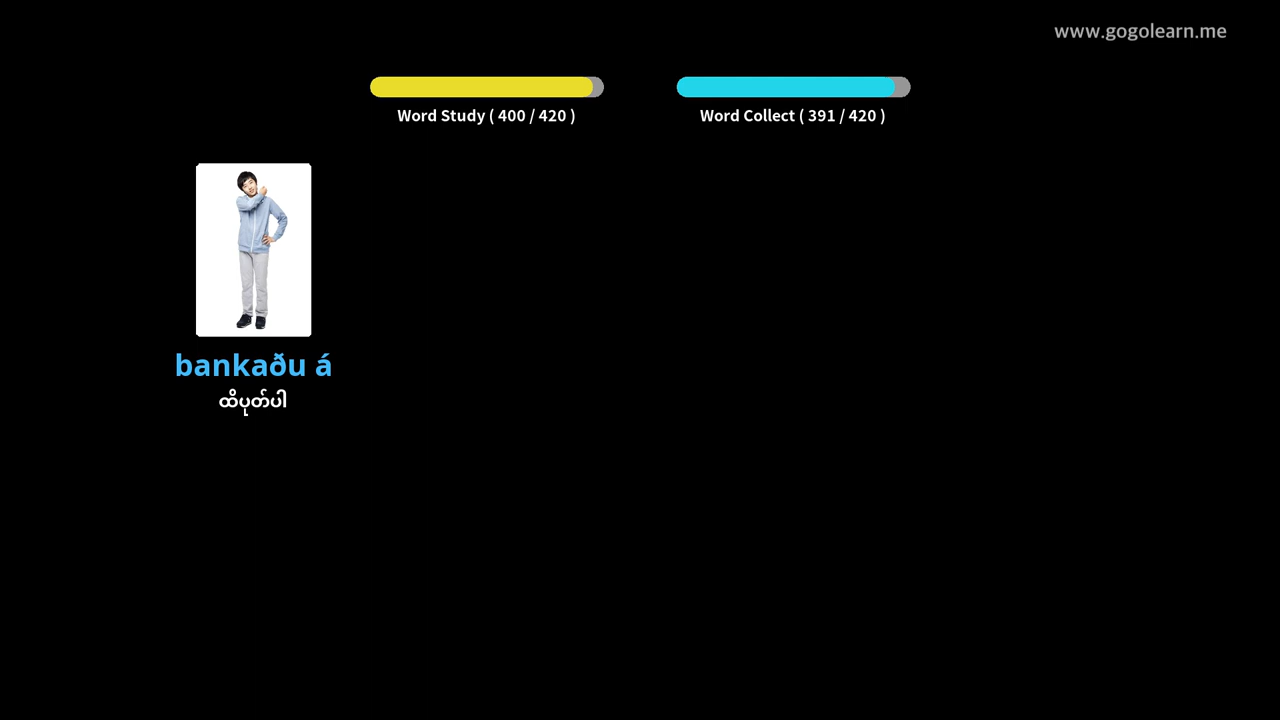 www.gogolearn.me
Word Study ( 400 / 420 )
Word Collect ( 391 / 420 )
bankaðu á
ထိပုတ်ပါ